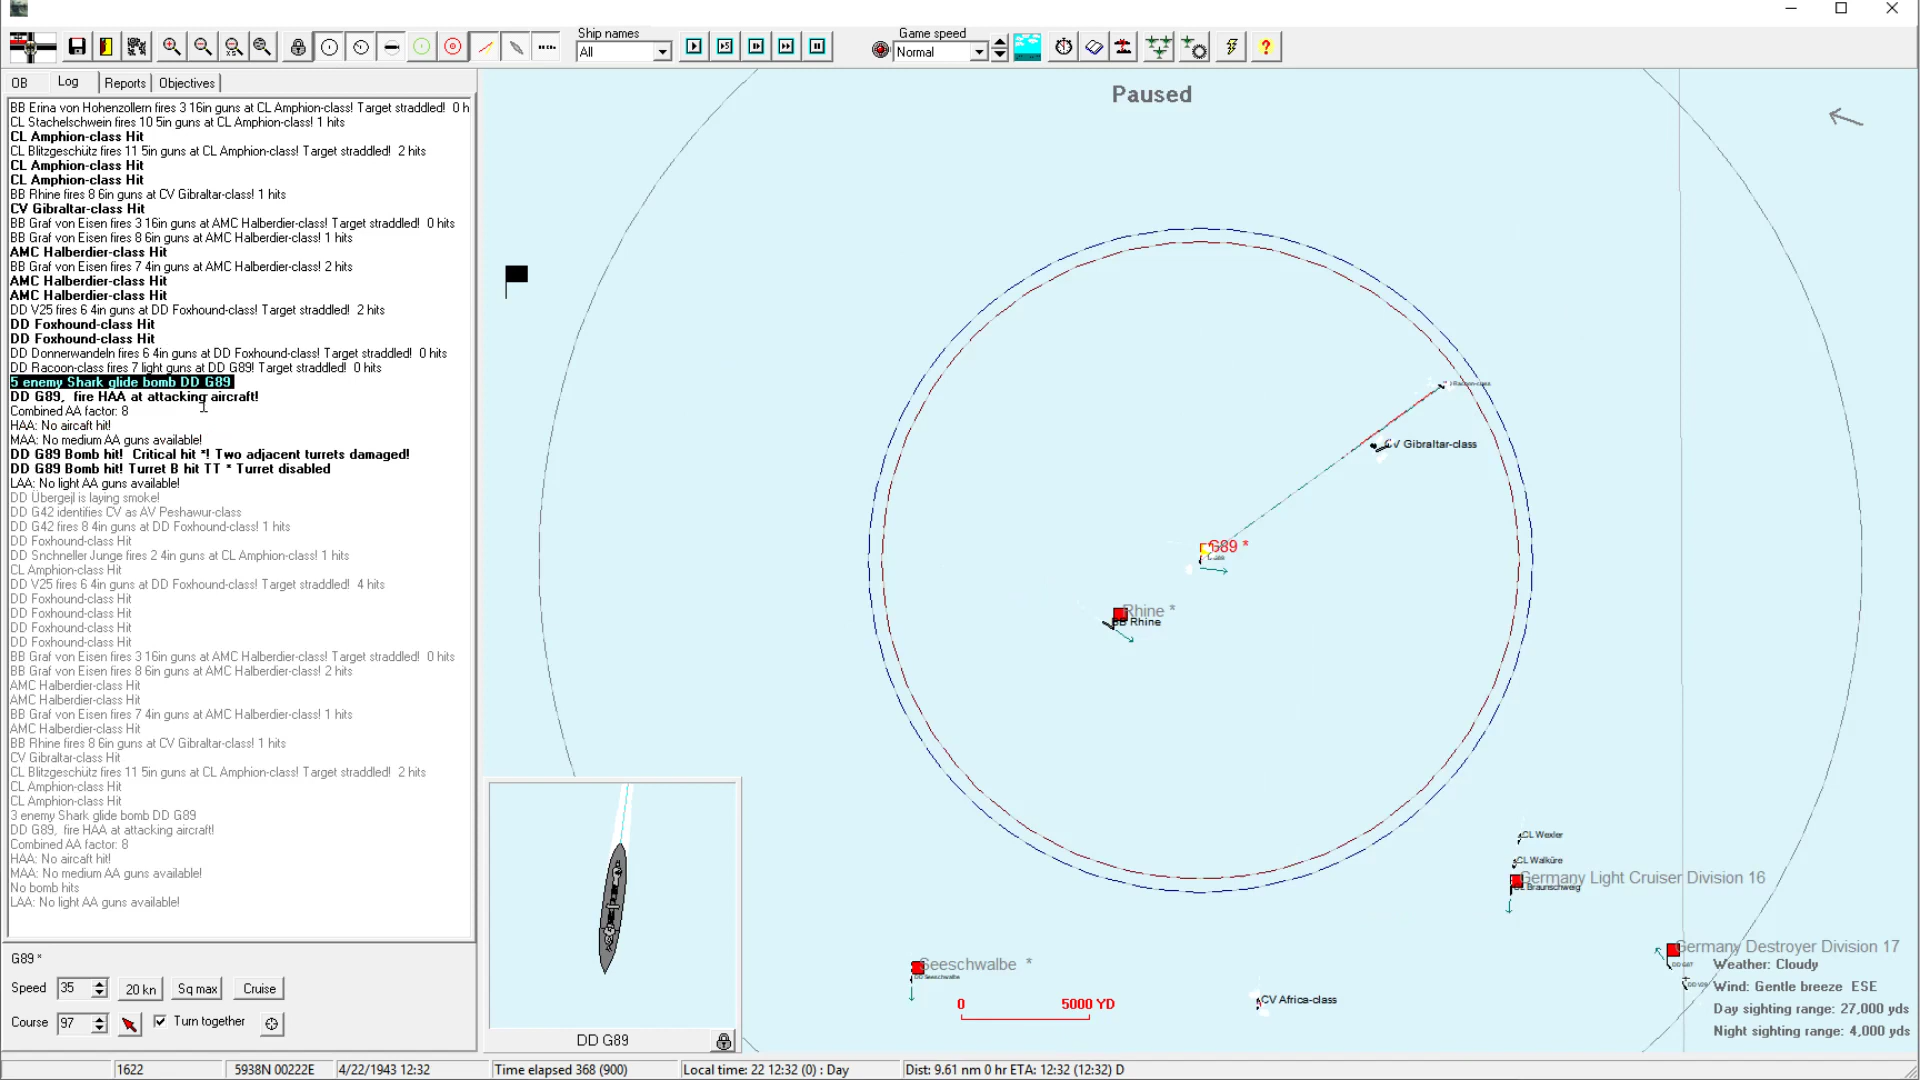 Ship names
All
Game speed
Normal
OB
Log
Reports
Objectives
BB Erina von Hohenzollern fires 3 16in guns at CL Amphion-class! Target straddled!  0 h
CL Stachelschwein fires 10 5in guns at CL Amphion-class! 1 hits
CL Amphion-class Hit
CL Blitzgeschütz fires 11 5in guns at CL Amphion-class! Target straddled!  2 hits
CL Amphion-class Hit
CL Amphion-class Hit
BB Rhine fires 8 6in guns at CV Gibraltar-class! 1 hits
CV Gibraltar-class Hit
BB Graf von Eisen fires 3 16in guns at AMC Halberdier-class! Target straddled!  0 hits
BB Graf von Eisen fires 8 6in guns at AMC Halberdier-class! 1 hits
AMC Halberdier-class Hit
BB Graf von Eisen fires 7 4in guns at AMC Halberdier-class! 2 hits
AMC Halberdier-class Hit
AMC Halberdier-class Hit
DD V25 fires 6 4in guns at DD Foxhound-class! Target straddled!  2 hits
DD Foxhound-class Hit
DD Foxhound-class Hit
DD Donnerwandeln fires 6 4in guns at DD Foxhound-class! Target straddled!  0 hits
DD Racoon-class fires 7 light guns at DD G89! Target straddled!  0 hits
5 enemy Shark glide bomb DD G89
DD G89,  fire HAA at attacking aircraft!
Combined AA factor: 8
HAA: No aircaft hit!
MAA: No medium AA guns available!
DD G89 Bomb hit!  Critical hit *! Two adjacent turrets damaged!
DD G89 Bomb hit! Turret B hit TT * Turret disabled
LAA: No light AA guns available!
DD Übergejl is laying smoke!
DD G42 identifies CV as AV Peshawur-class
DD G42 fires 8 4in guns at DD Foxhound-class! 1 hits
DD Foxhound-class Hit
DD Snchneller Junge fires 2 4in guns at CL Amphion-class! 1 hits
CL Amphion-class Hit
DD V25 fires 6 4in guns at DD Foxhound-class! Target straddled!  4 hits
DD Foxhound-class Hit
DD Foxhound-class Hit
DD Foxhound-class Hit
DD Foxhound-class Hit
BB Graf von Eisen fires 3 16in guns at AMC Halberdier-class! Target straddled!  0 hits
BB Graf von Eisen fires 8 6in guns at AMC Halberdier-class! 2 hits
AMC Halberdier-class Hit
AMC Halberdier-class Hit
BB Graf von Eisen fires 7 4in guns at AMC Halberdier-class! 1 hits
AMC Halberdier-class Hit
BB Rhine fires 8 6in guns at CV Gibraltar-class! 1 hits
CV Gibraltar-class Hit
CL Blitzgeschütz fires 11 5in guns at CL Amphion-class! Target straddled!  2 hits
CL Amphion-class Hit
CL Amphion-class Hit
3 enemy Shark glide bomb DD G89
DD G89,  fire HAA at attacking aircraft!
Combined AA factor: 8
HAA: No aircaft hit!
MAA: No medium AA guns available!
No bomb hits
LAA: No light AA guns available!
G89 *
Speed 35 20 kn Sq max Cruise
Course 97 Turn together
DD G89
Paused
Racoon-class
CV Gibraltar-class
G89 *
Rhine *
BB Rhine
CL Wexler
CL Walküre
Germany Light Cruiser Division 16
CL Braunschweig
Germany Destroyer Division 17
Seeschwalbe *
DD Seeschwalbe
0 5000 YD
CV Africa-class
Weather: Cloudy
Wind: Gentle breeze  ESE
Day sighting range: 27,000 yds
Night sighting range: 4,000 yds
1622
5938N 00222E
4/22/1943 12:32
Time elapsed 368 (900)
Local time: 22 12:32 (0) : Day
Dist: 9.61 nm 0 hr ETA: 12:32 (12:32) D